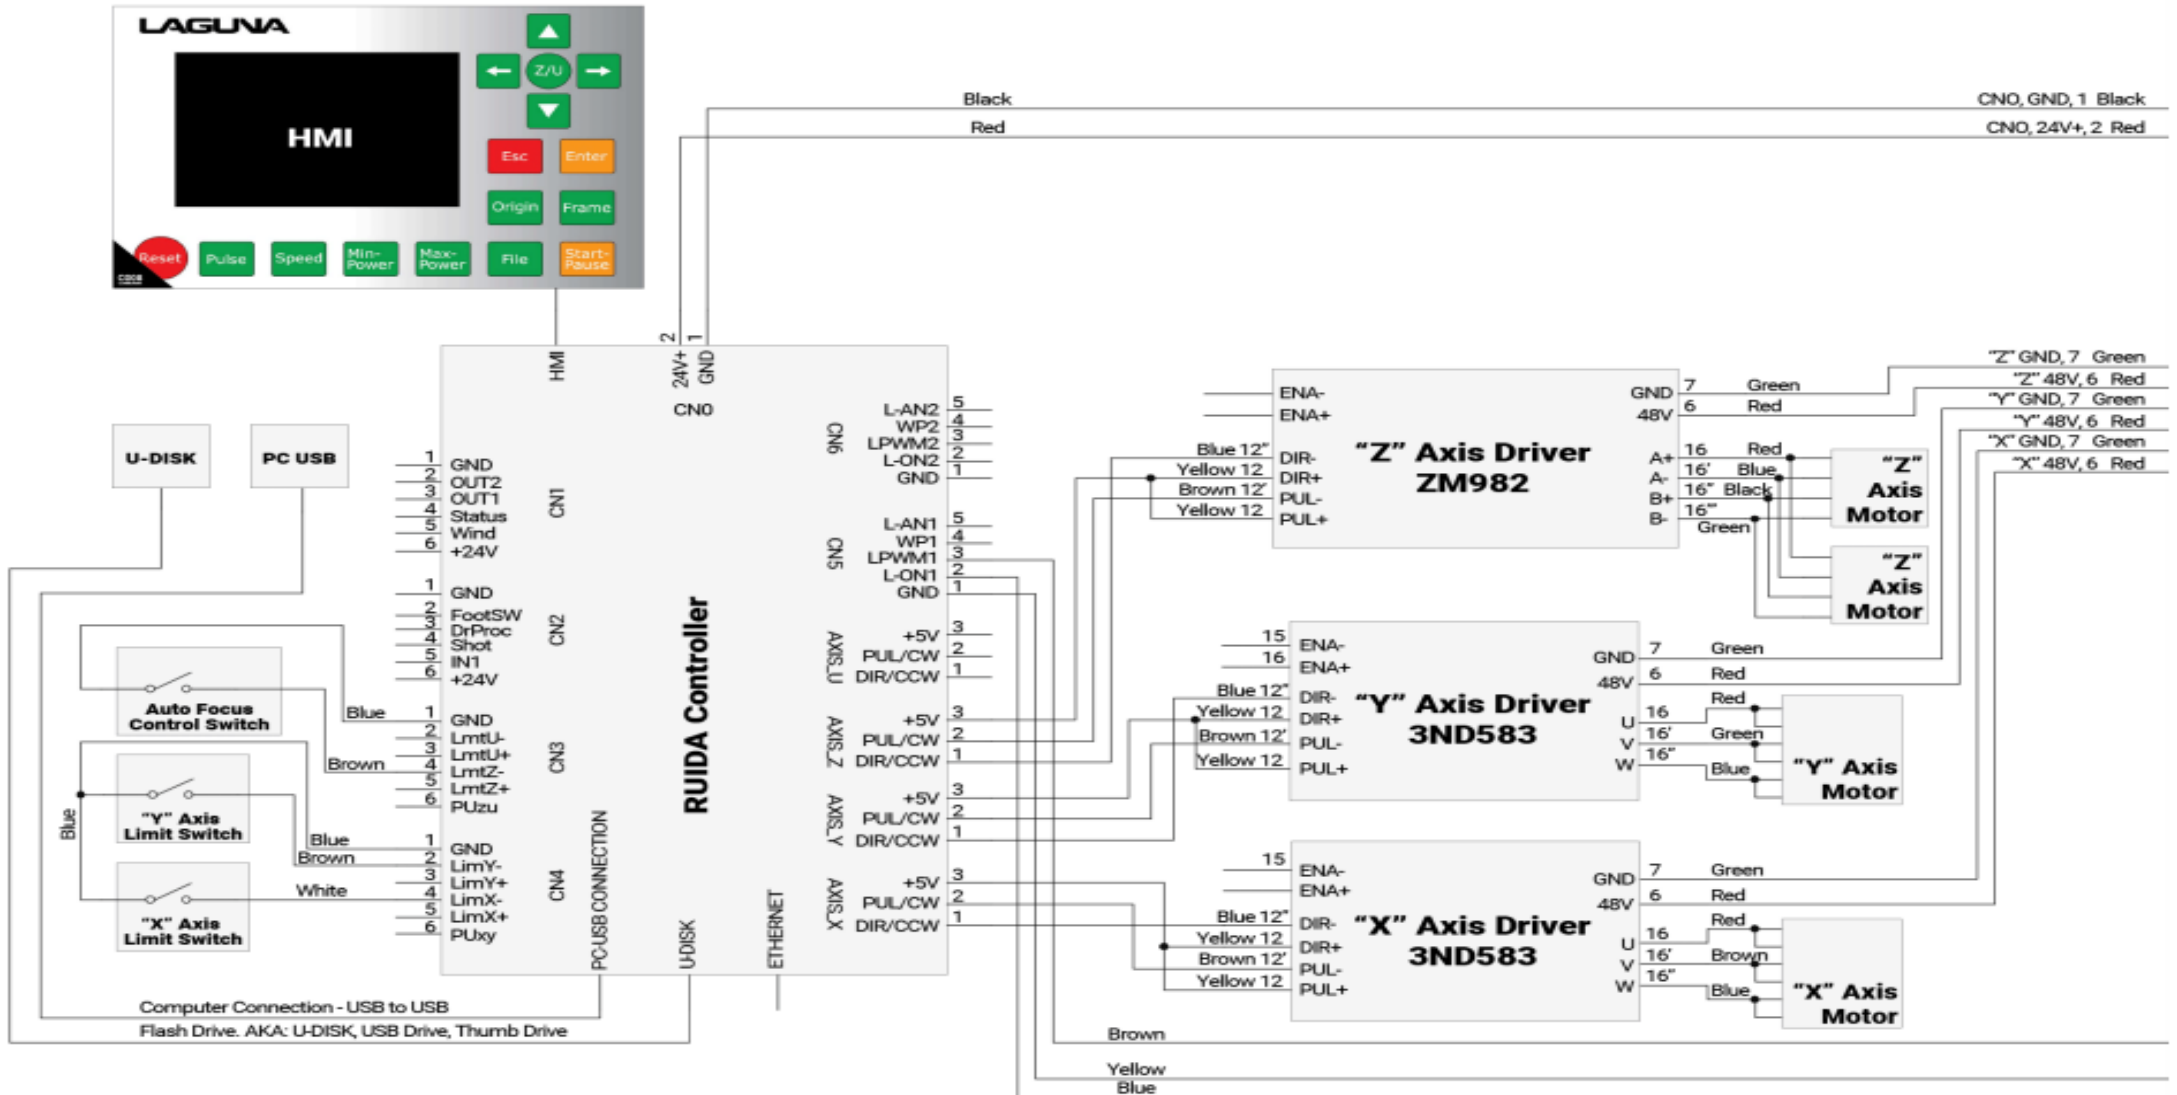 LAGUNA
HMI
Z/U
Esc
Enter
Origin
Frame
Reset
Pulse
Speed
Min-
Power
Max-
Power
File
Start-
Pause
Black
CN0, GND, 1 Black
Red
CN0, 24V+, 2 Red
2
1
HMI
24V+
GND
CN0
U-DISK
PC USB
RUIDA Controller
1 GND
2 OUT2
3 OUT1
4 Status
5 Wind
6 +24V
CN1
1 GND
2 FootSW
3 DrProc
4 Shot
5 IN1
6 +24V
CN2
Auto Focus
Control Switch
Blue
Brown
1 GND
2 LmtU-
3 LmtU+
4 LmtZ-
5 LmtZ+
6 PUzu
CN3
"Y" Axis
Limit Switch
Blue
Blue
Brown
White
"X" Axis
Limit Switch
1 GND
2 LimY-
3 LimY+
4 LimX-
5 LimX+
6 PUxy
CN4
PC-USB CONNECTION
U-DISK
ETHERNET
Computer Connection - USB to USB
Flash Drive. AKA: U-DISK, USB Drive, Thumb Drive
CN6
L-AN2 5
WP2 4
LPWM2 3
L-ON2 2
GND 1
CN5
L-AN1 5
WP1 4
LPWM1 3
L-ON1 2
GND 1
AXIS_U
+5V 3
PUL/CW 2
DIR/CCW 1
AXIS_Z
+5V 3
PUL/CW 2
DIR/CCW 1
AXIS_Y
+5V 3
PUL/CW 2
DIR/CCW 1
AXIS_X
+5V 3
PUL/CW 2
DIR/CCW 1
ENA-
ENA+
Blue 12" DIR-
Yellow 12 DIR+
Brown 12' PUL-
Yellow 12 PUL+
"Z" Axis Driver
ZM982
GND 7 Green
48V 6 Red
A+ 16 Red
A- 16' Blue
B+ 16" Black
B- 16"' Green
"Z"
Axis
Motor
"Z"
Axis
Motor
"Z" GND, 7 Green
"Z" 48V, 6 Red
"Y" GND, 7 Green
"Y" 48V, 6 Red
"X" GND, 7 Green
"X" 48V, 6 Red
15 ENA-
16 ENA+
Blue 12" DIR-
Yellow 12 DIR+
Brown 12' PUL-
Yellow 12 PUL+
"Y" Axis Driver
3ND583
GND 7 Green
48V 6 Red
U 16 Red
V 16' Green
W 16" Blue
"Y" Axis
Motor
15 ENA-
ENA+
Blue 12" DIR-
Yellow 12 DIR+
Brown 12' PUL-
Yellow 12 PUL+
"X" Axis Driver
3ND583
GND 7 Green
48V 6 Red
U 16 Red
V 16' Brown
W 16" Blue
"X" Axis
Motor
Brown
Yellow
Blue